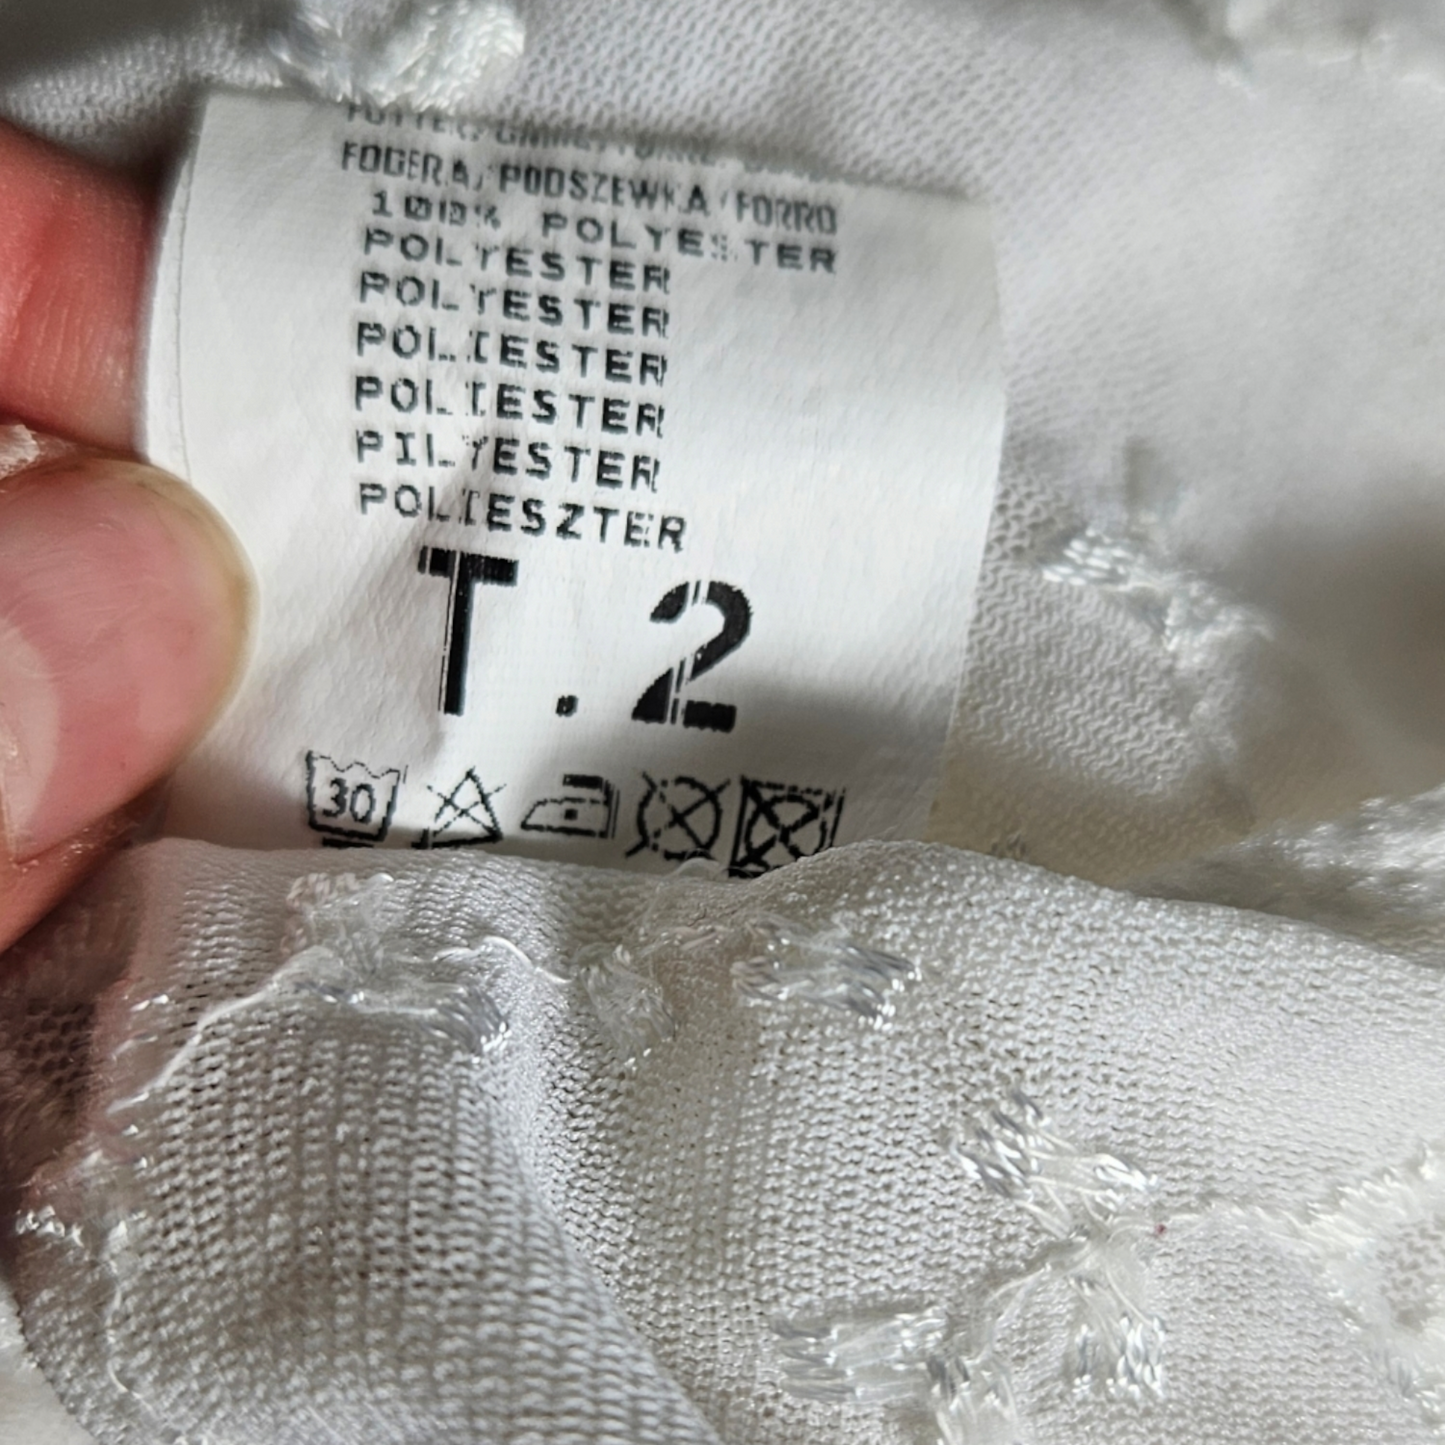 FODERA/PODSZEWKA/FORRO
100% POLYESTER
POLYESTER
POLYESTER
POLIESTER
POLIESTER
PILYESTER
POLIESZTER
T.2
30